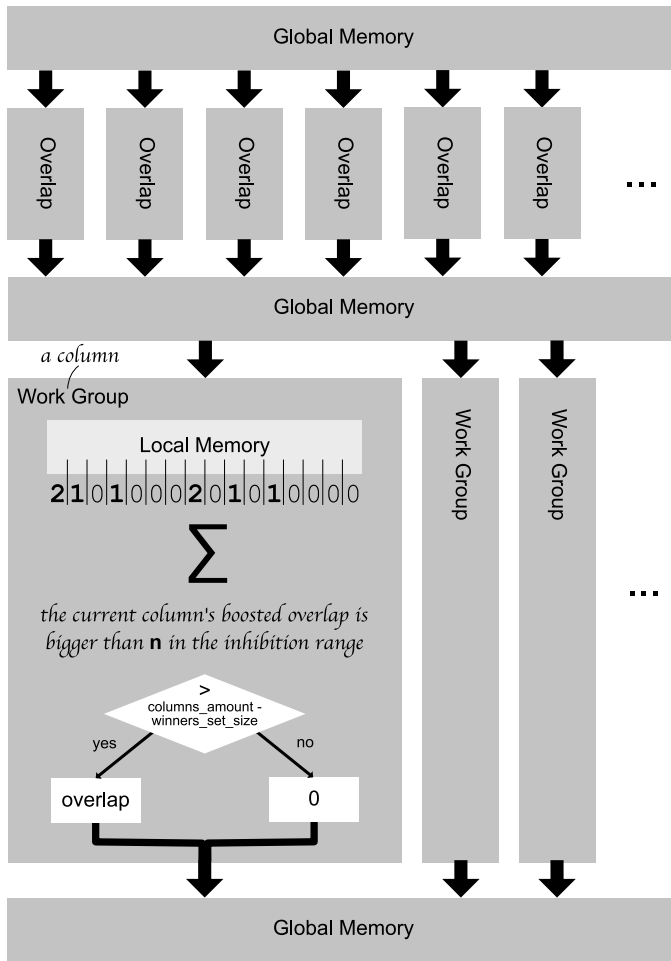 Global Memory
Overlap
Overlap
Overlap
Overlap
Overlap
Overlap
...
Global Memory
a column
Work Group
Local Memory
2|1|0|1|0|0|0|2|0|1|0|1|0|0|0|0
∑
the current column's boosted overlap is
bigger than n in the inhibition range
>
columns_amount -
winners_set_size
yes
no
overlap
0
Work Group
Work Group
...
Global Memory